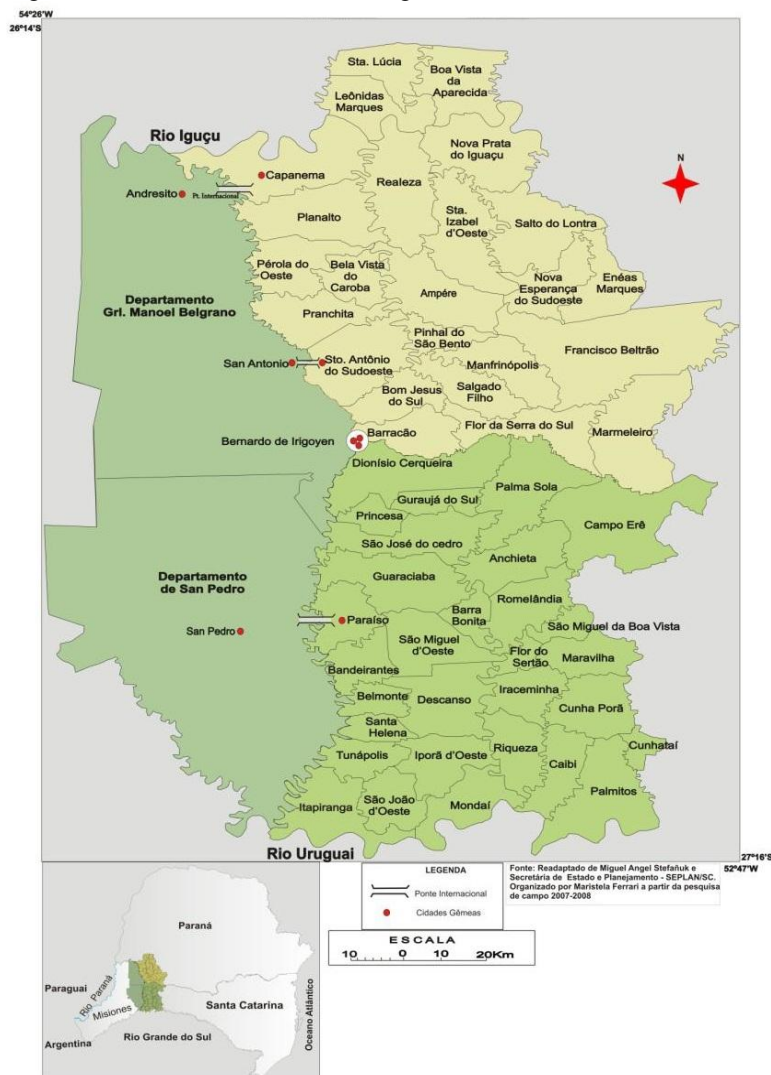 54°26'W
26°14'S
Sta. Lúcia
Boa Vista
da
Aparecida
Leônidas
Marques
Rio Iguçu
Nova Prata
do Iguaçu
Capanema
Realeza
Andresito
Pt. Internacional
N
Planalto
Sta.
Izabel
d'Oeste
Salto do Lontra
Pérola do
Oeste
Bela Vista
do
Caroba
Nova
Esperança
do Sudoeste
Enéas
Marques
Departamento
Grl. Manoel Belgrano
Ampére
Pranchita
Pinhal do
São Bento
Francisco Beltrão
San Antonio
Sto. Antônio
do Sudoeste
Manfrinópolis
Salgado
Filho
Bom Jesus
do Sul
Barracão
Flor da Serra do Sul
Marmeleiro
Bernardo de Irigoyen
Dionísio Cerqueira
Palma Sola
Guraujá do Sul
Princesa
Campo Erê
São José do cedro
Anchieta
Departamento
de San Pedro
Guaraciaba
Romelândia
Barra
Bonita
Paraíso
São Miguel da Boa Vista
San Pedro
São Miguel
d'Oeste
Flor do
Sertão
Maravilha
Bandeirantes
Iraceminha
Belmonte
Descanso
Cunha Porã
Santa
Helena
Riqueza
Cunhataí
Tunápolis
Iporã d'Oeste
Caibi
Palmitos
Itapiranga
São João
d'Oeste
Mondaí
Rio Uruguai
27°16'S
52°47'W
LEGENDA
Ponte Internacional
Cidades Gêmeas
Fonte: Readaptado de Miguel Angel Stefañuk e
Secretária de Estado e Planejamento - SEPLAN/SC.
Organizado por Maristela Ferrari a partir da pesquisa
de campo 2007-2008
ESCALA
10 0 10 20Km
Paraná
Paraguai
Rio Paraná
Misiones
Santa Catarina
Oceano Atlântico
Rio Grande do Sul
Argentina